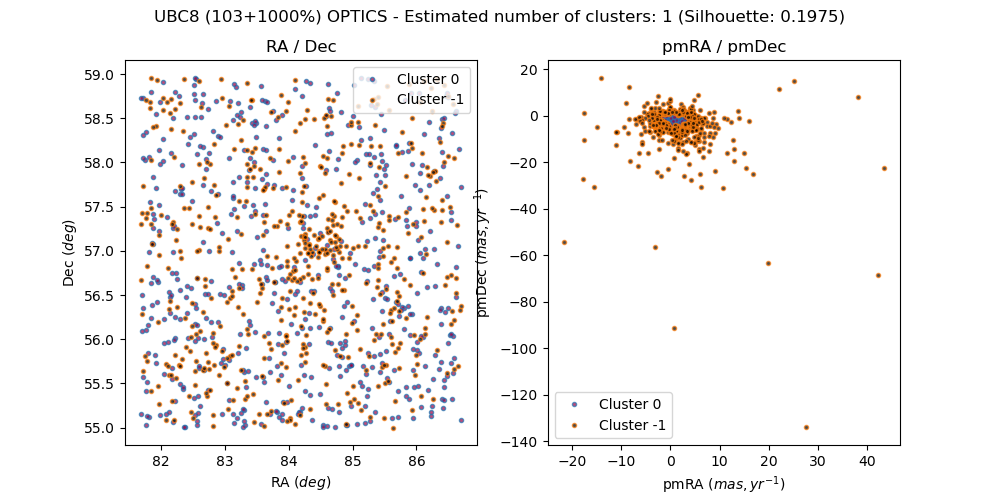 UBC8 (103+1000%) OPTICS - Estimated number of clusters: 1 (Silhouette: 0.1975)
RA / Dec
59.0
58.5
58.0
57.5
57.0
56.5
56.0
55.5
55.0
Dec (deg)
82
83
84
85
86
RA (deg)
Cluster 0
Cluster -1
pmRA / pmDec
20
0
−20
−40
−60
−80
−100
−120
−140
pmDec (mas, yr⁻¹)
−20
−10
0
10
20
30
40
pmRA (mas, yr⁻¹)
Cluster 0
Cluster -1